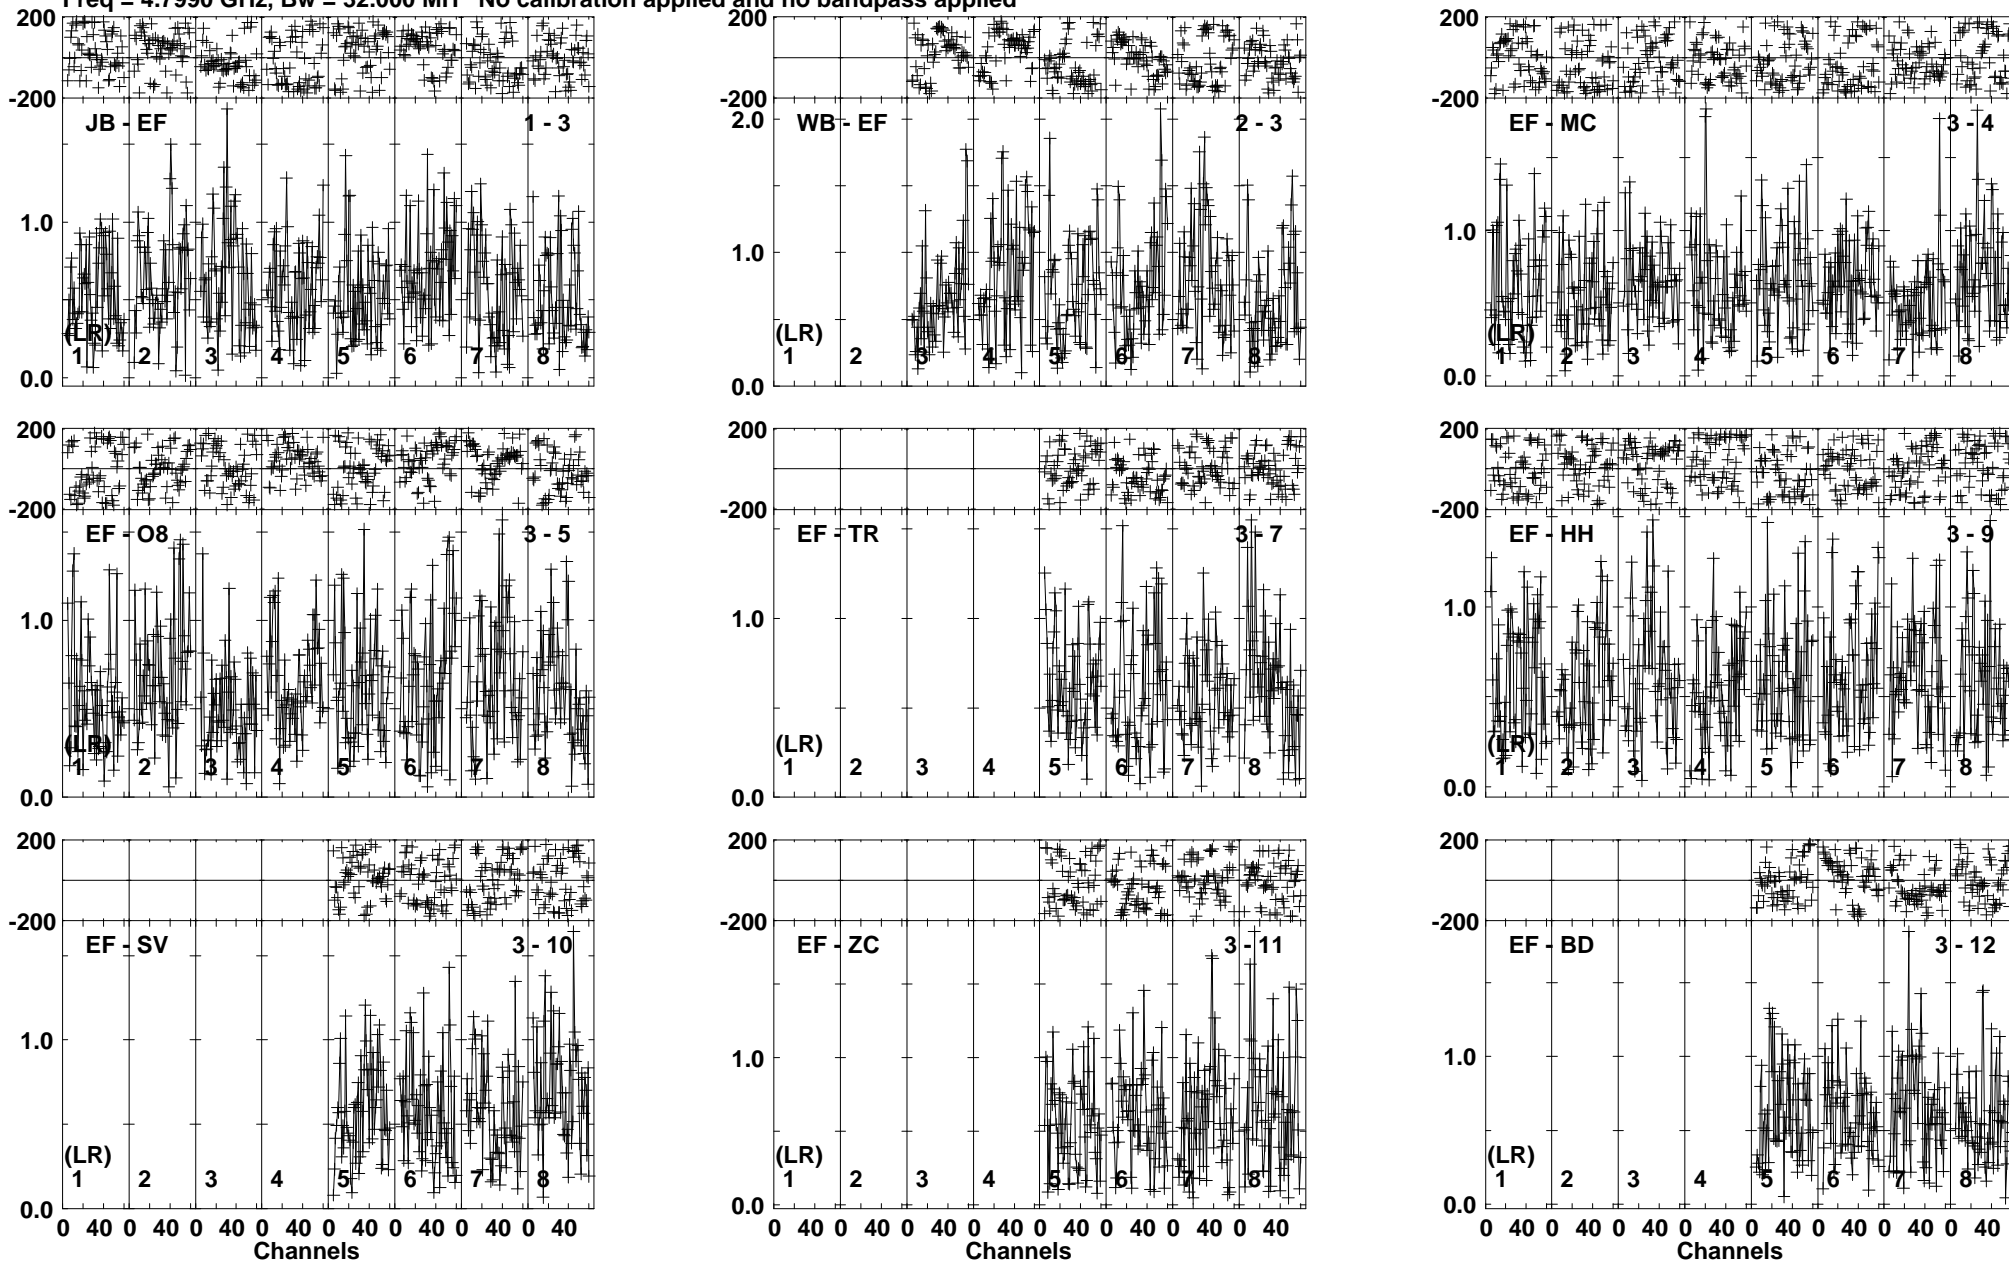 Freq = 4.7990 GHz, Bw = 32.000 MH No calibration applied and no bandpass applied
200 200 200
-200 -200 -200
JB - EF 1 - 3 WB - EF 2 - 3 EF - MC 3 - 4
2.0
1.0 1.0 1.0
(LR) (LR) (LR)
1 2 3 4 5 6 7 8 1 2 3 4 5 6 7 8 1 2 3 4 5 6 7 8
0.0 0.0 0.0
200 200 200
-200 -200 -200
EF - O8 3 - 5 EF - TR 3 - 7 EF - HH 3 - 9
1.0 1.0 1.0
(LR) (LR) (LR)
1 2 3 4 5 6 7 8 1 2 3 4 5 6 7 8 1 2 3 4 5 6 7 8
0.0 0.0 0.0
200 200 200
-200 -200 -200
EF - SV 3 - 10 EF - ZC 3 - 11 EF - BD 3 - 12
1.0 1.0 1.0
(LR) (LR) (LR)
1 2 3 4 5 6 7 8 1 2 3 4 5 6 7 8 1 2 3 4 5 6 7 8
0.0 0.0 0.0
0 40 0 40 0 40 0 40 0 40 0 40 0 40 0 40 0 40 0 40 0 40 0 40 0 40 0 40 0 40 0 40 0 40 0 40 0 40 0 40 0 40 0 40 0 40 0 40
Channels Channels Channels